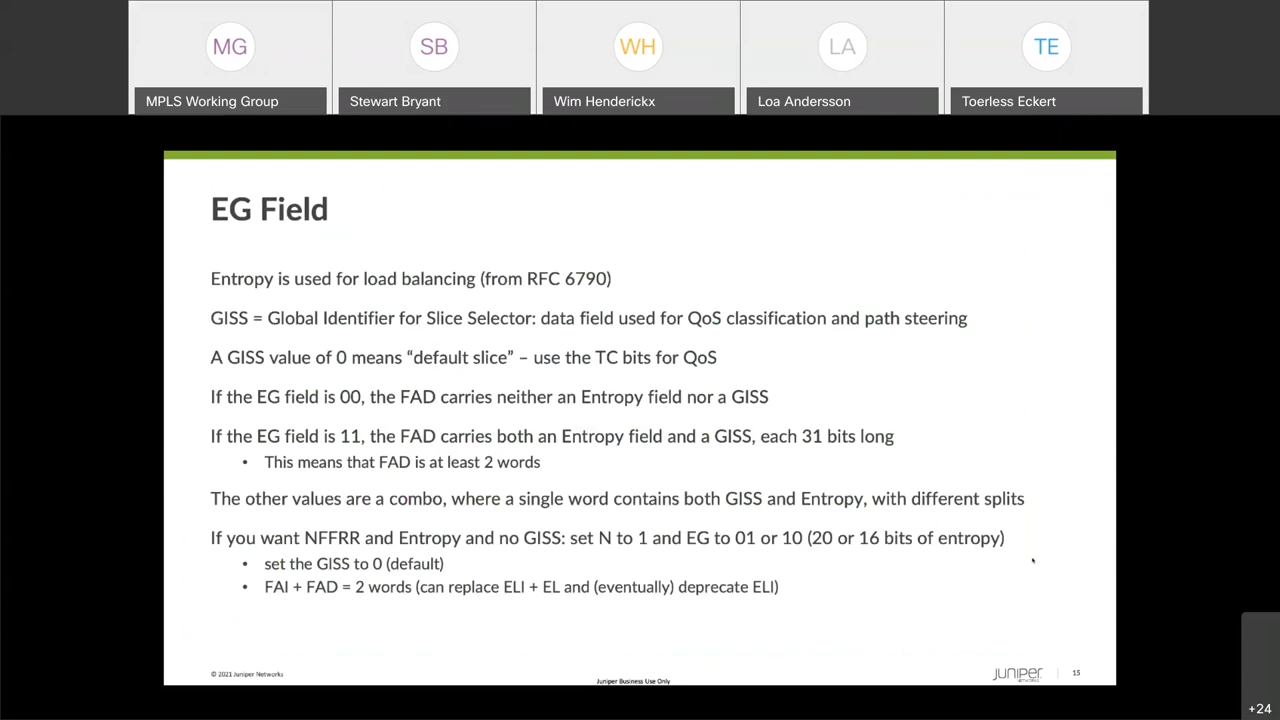 MG
SB
WH
LA
TE
MPLS Working Group
Stewart Bryant
Wim Henderickx
Loa Andersson
Toerless Eckert
EG Field
Entropy is used for load balancing (from RFC 6790)
GISS = Global Identifier for Slice Selector: data field used for QoS classification and path steering
A GISS value of 0 means “default slice” – use the TC bits for QoS
If the EG field is 00, the FAD carries neither an Entropy field nor a GISS
If the EG field is 11, the FAD carries both an Entropy field and a GISS, each 31 bits long
• This means that FAD is at least 2 words
The other values are a combo, where a single word contains both GISS and Entropy, with different splits
If you want NFFRR and Entropy and no GISS: set N to 1 and EG to 01 or 10 (20 or 16 bits of entropy)
• set the GISS to 0 (default)
• FAI + FAD = 2 words (can replace ELI + EL and (eventually) deprecate ELI)
© 2021 Juniper Networks
Juniper Business Use Only
JUNIPER NETWORKS
15
+24